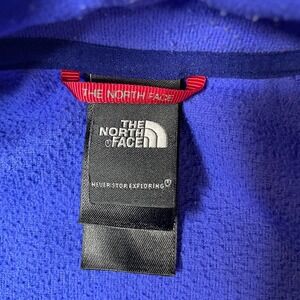 THE NORTH FACE
THE
NORTH
FACE
NEVER STOP EXPLORING